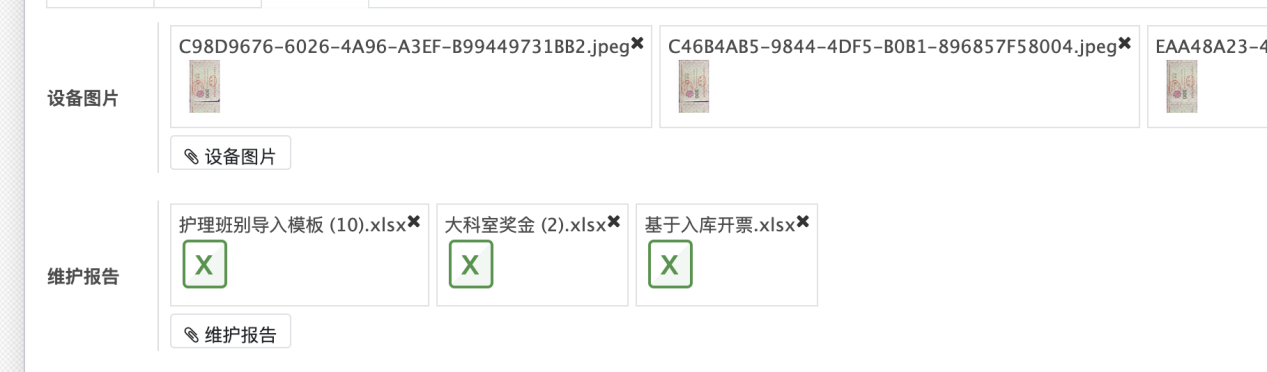 设备图片
C98D9676-6026-4A96-A3EF-B99449731BB2.jpeg
C46B4AB5-9844-4DF5-B0B1-896857F58004.jpeg
EAA48A23-4
设备图片
维护报告
护理班别导入模板 (10).xlsx
大科室奖金 (2).xlsx
基于入库开票.xlsx
X
X
X
维护报告